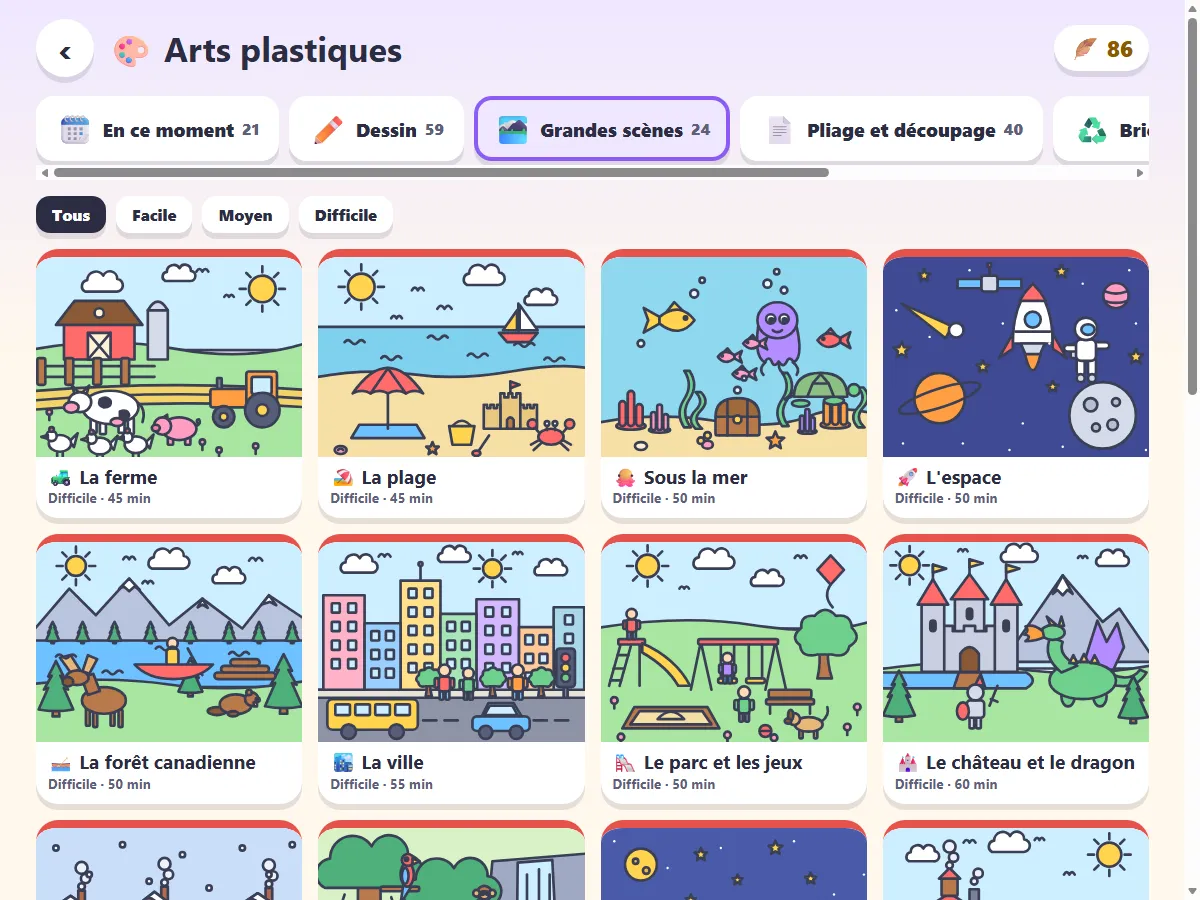 ‹ Arts plastiques 86
En ce moment 21 Dessin 59 Grandes scènes 24 Pliage et découpage 40
Tous Facile Moyen Difficile
La ferme
Difficile · 45 min
La plage
Difficile · 45 min
Sous la mer
Difficile · 50 min
L'espace
Difficile · 50 min
La forêt canadienne
Difficile · 50 min
La ville
Difficile · 55 min
Le parc et les jeux
Difficile · 50 min
Le château et le dragon
Difficile · 60 min